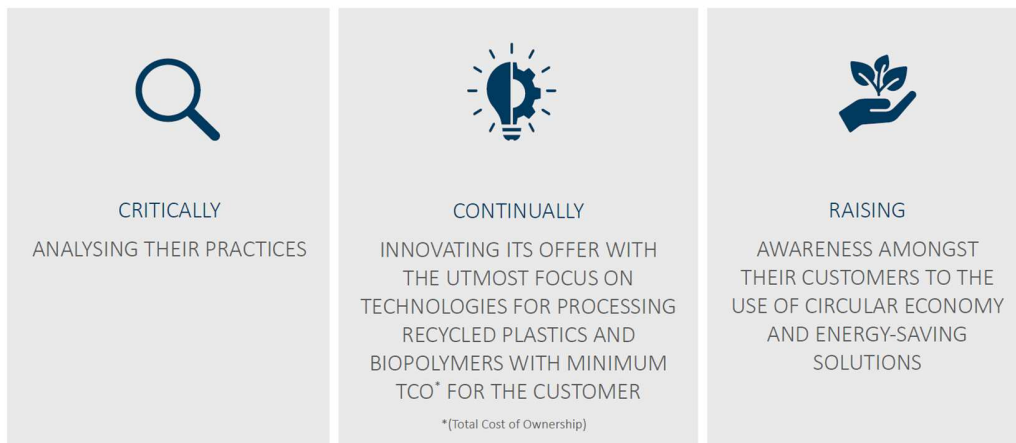 CRITICALLY
ANALYSING THEIR PRACTICES
CONTINUALLY
INNOVATING ITS OFFER WITH
THE UTMOST FOCUS ON
TECHNOLOGIES FOR PROCESSING
RECYCLED PLASTICS AND
BIOPOLYMERS WITH MINIMUM
TCO* FOR THE CUSTOMER
*(Total Cost of Ownership)
RAISING
AWARENESS AMONGST
THEIR CUSTOMERS TO THE
USE OF CIRCULAR ECONOMY
AND ENERGY-SAVING
SOLUTIONS